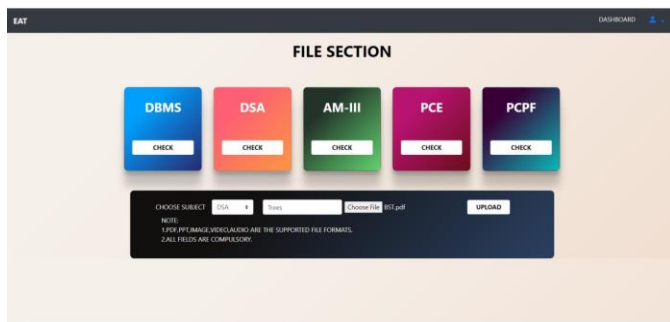 EAT DASHBOARD
FILE SECTION
DBMS DSA AM-III PCE PCPF
CHECK CHECK CHECK CHECK CHECK
CHOOSE SUBJECT DSA Trees Choose File BST.pdf UPLOAD
NOTE:
1.PDF,PPT,IMAGE,VIDEO,AUDIO ARE THE SUPPORTED FILE FORMATS.
2.ALL FIELDS ARE COMPULSORY.